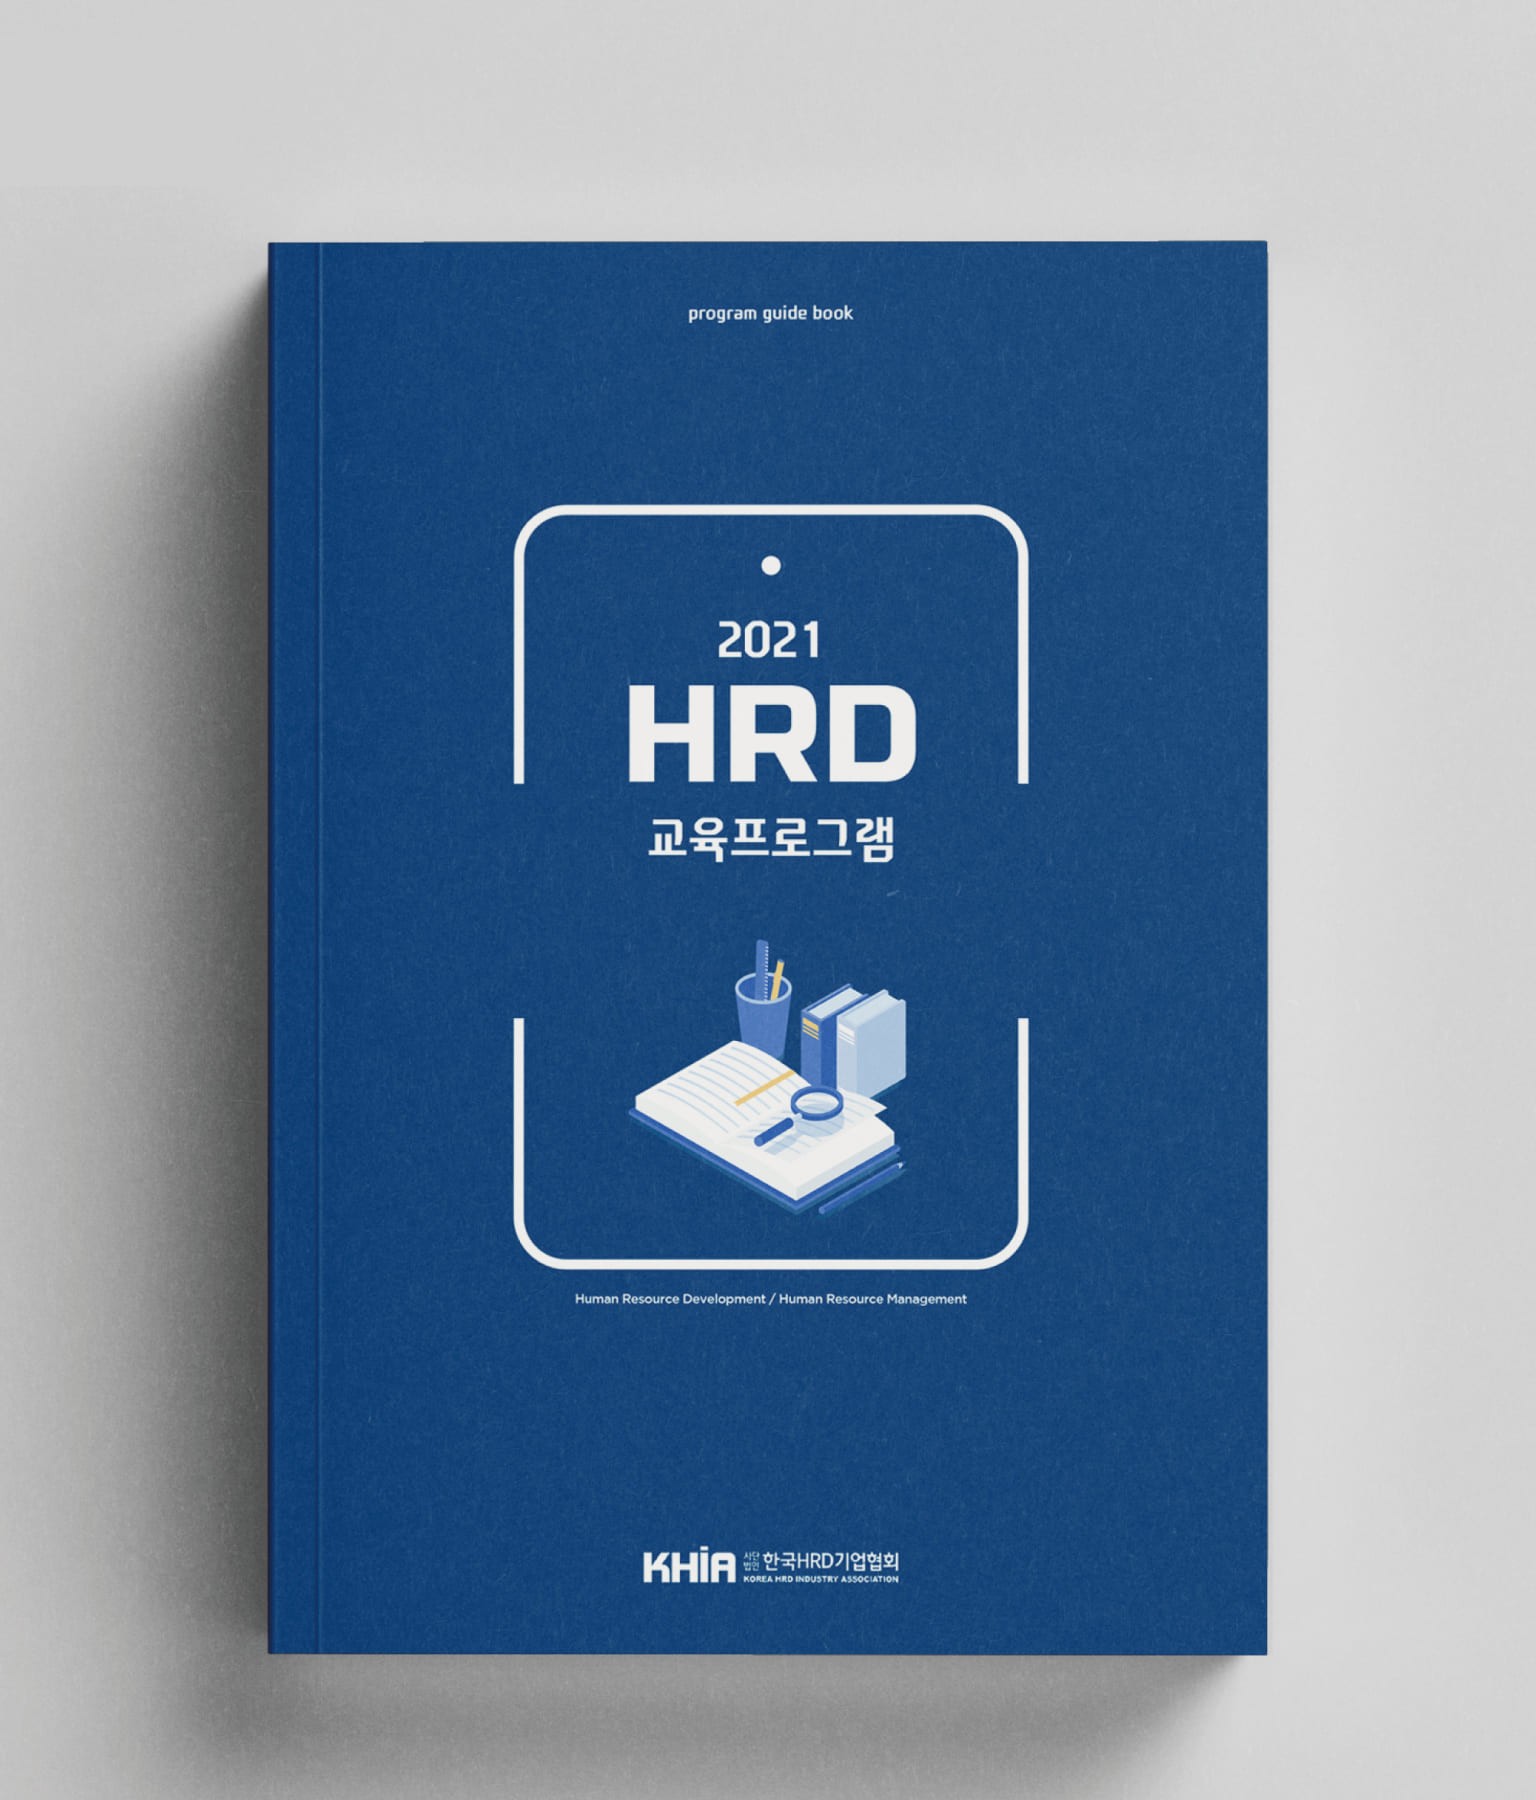 program guide book
2021
HRD
교육프로그램
Human Resource Development / Human Resource Management
KHiA 사단법인 한국HRD기업협회
KOREA HRD INDUSTRY ASSOCIATION